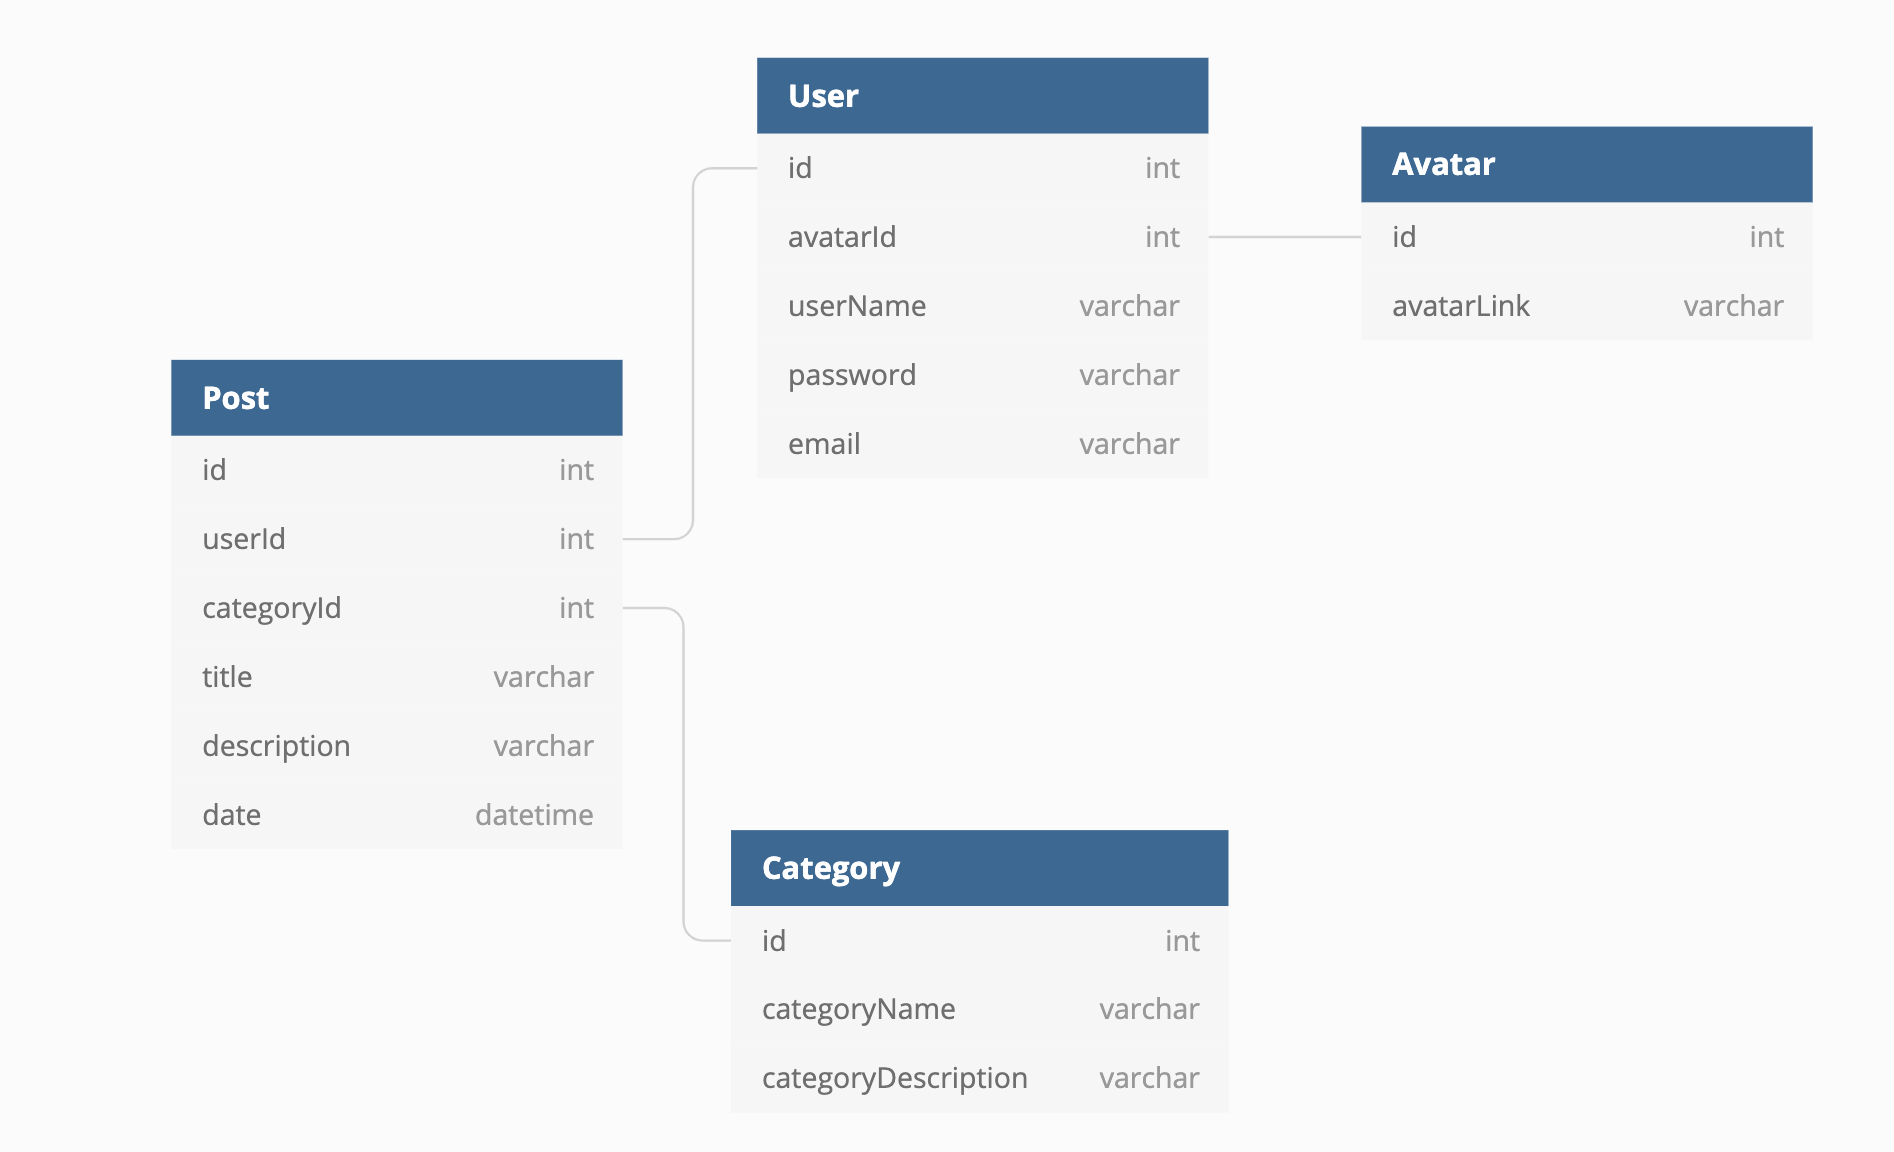 User
id int
avatarId int
userName varchar
password varchar
email varchar
Avatar
id int
avatarLink varchar
Post
id int
userId int
categoryId int
title varchar
description varchar
date datetime
Category
id int
categoryName varchar
categoryDescription varchar